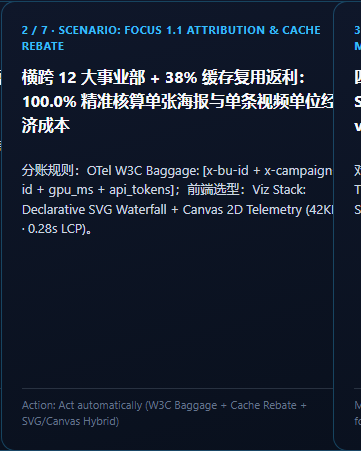 2 / 7 · SCENARIO: FOCUS 1.1 ATTRIBUTION & CACHE
REBATE
横跨 12 大事业部 + 38% 缓存复用返利：
100.0% 精准核算单张海报与单条视频单位经
济成本
分账规则：OTel W3C Baggage: [x-bu-id + x-campaign
id + gpu_ms + api_tokens]；前端选型：Viz Stack:
Declarative SVG Waterfall + Canvas 2D Telemetry (42K
· 0.28s LCP)。
Action: Act automatically (W3C Baggage + Cache Rebate +
SVG/Canvas Hybrid)